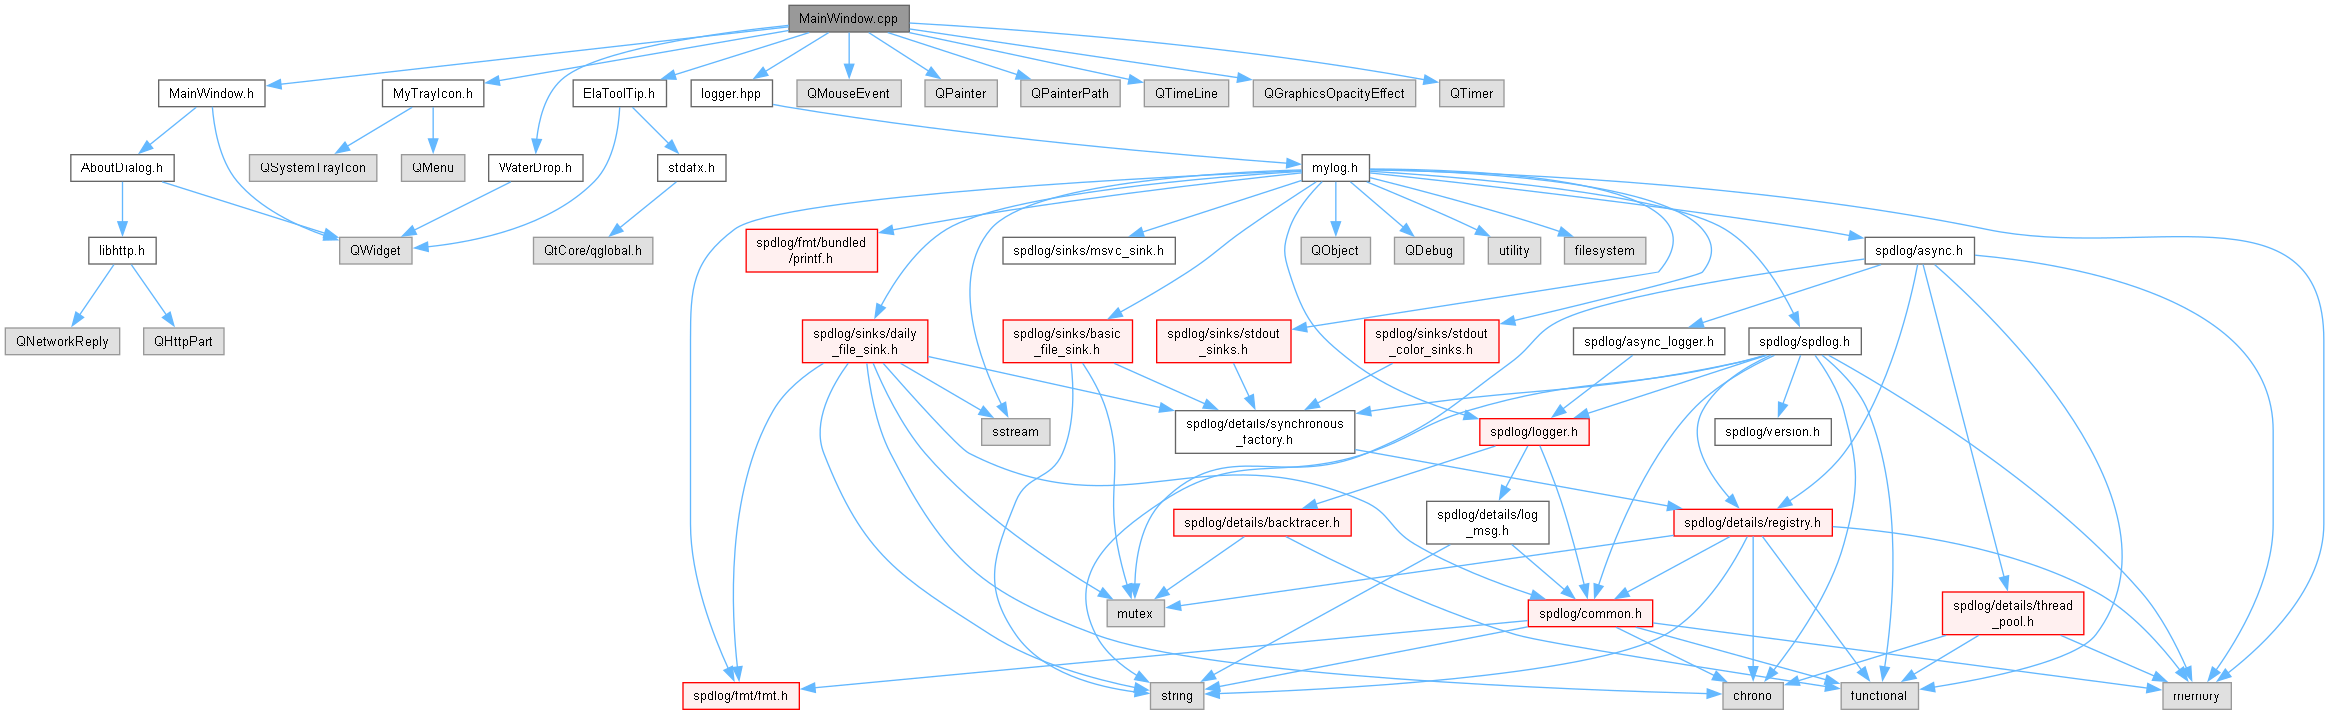 MainWindow.cpp
MainWindow.h
MyTrayIcon.h
ElaToolTip.h
logger.hpp
QMouseEvent
QPainter
QPainterPath
QTimeLine
QGraphicsOpacityEffect
QTimer
AboutDialog.h
QSystemTrayIcon
QMenu
WaterDrop.h
stdafx.h
mylog.h
libhttp.h
QWidget
QtCore/qglobal.h
spdlog/fmt/bundled
/printf.h
spdlog/sinks/msvc_sink.h
QObject
QDebug
utility
filesystem
spdlog/async.h
QNetworkReply
QHttpPart
spdlog/sinks/daily
_file_sink.h
spdlog/sinks/basic
_file_sink.h
spdlog/sinks/stdout
_sinks.h
spdlog/sinks/stdout
_color_sinks.h
spdlog/async_logger.h
spdlog/spdlog.h
sstream
spdlog/details/synchronous
_factory.h
spdlog/logger.h
spdlog/version.h
spdlog/details/backtracer.h
spdlog/details/log
_msg.h
spdlog/details/registry.h
mutex
spdlog/common.h
spdlog/details/thread
_pool.h
spdlog/fmt/fmt.h
string
chrono
functional
memory